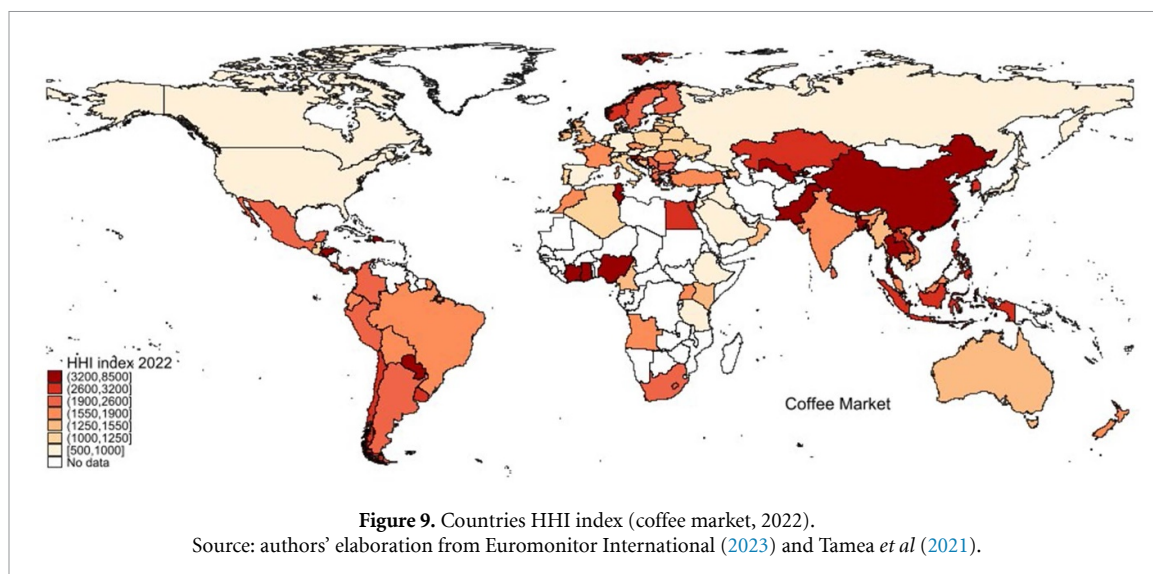 HHI index 2022
(3200,8500]
(2600,3200]
(1900,2600]
(1550,1900]
(1250,1550]
(1000,1250]
[500,1000]
No data
Coffee Market
Figure 9. Countries HHI index (coffee market, 2022).
Source: authors' elaboration from Euromonitor International (2023) and Tamea et al (2021).